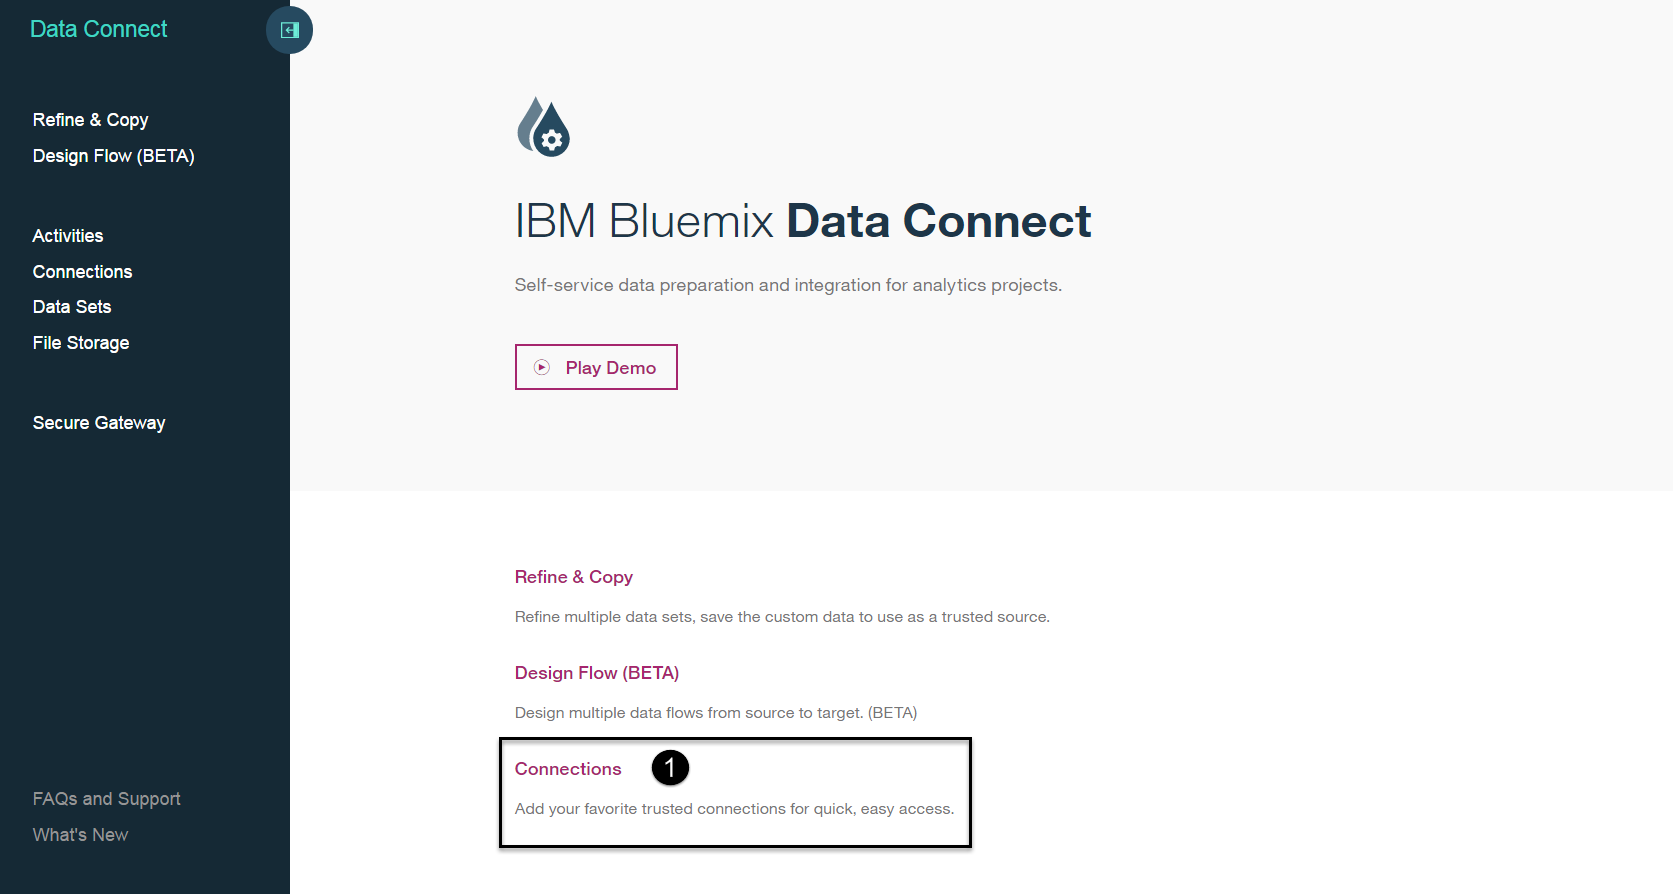 Data Connect
Refine & Copy
Design Flow (BETA)
Activities
Connections
Data Sets
File Storage
Secure Gateway
FAQs and Support
What's New
IBM Bluemix Data Connect
Self-service data preparation and integration for analytics projects.
Play Demo
Refine & Copy
Refine multiple data sets, save the custom data to use as a trusted source.
Design Flow (BETA)
Design multiple data flows from source to target. (BETA)
Connections 1
Add your favorite trusted connections for quick, easy access.